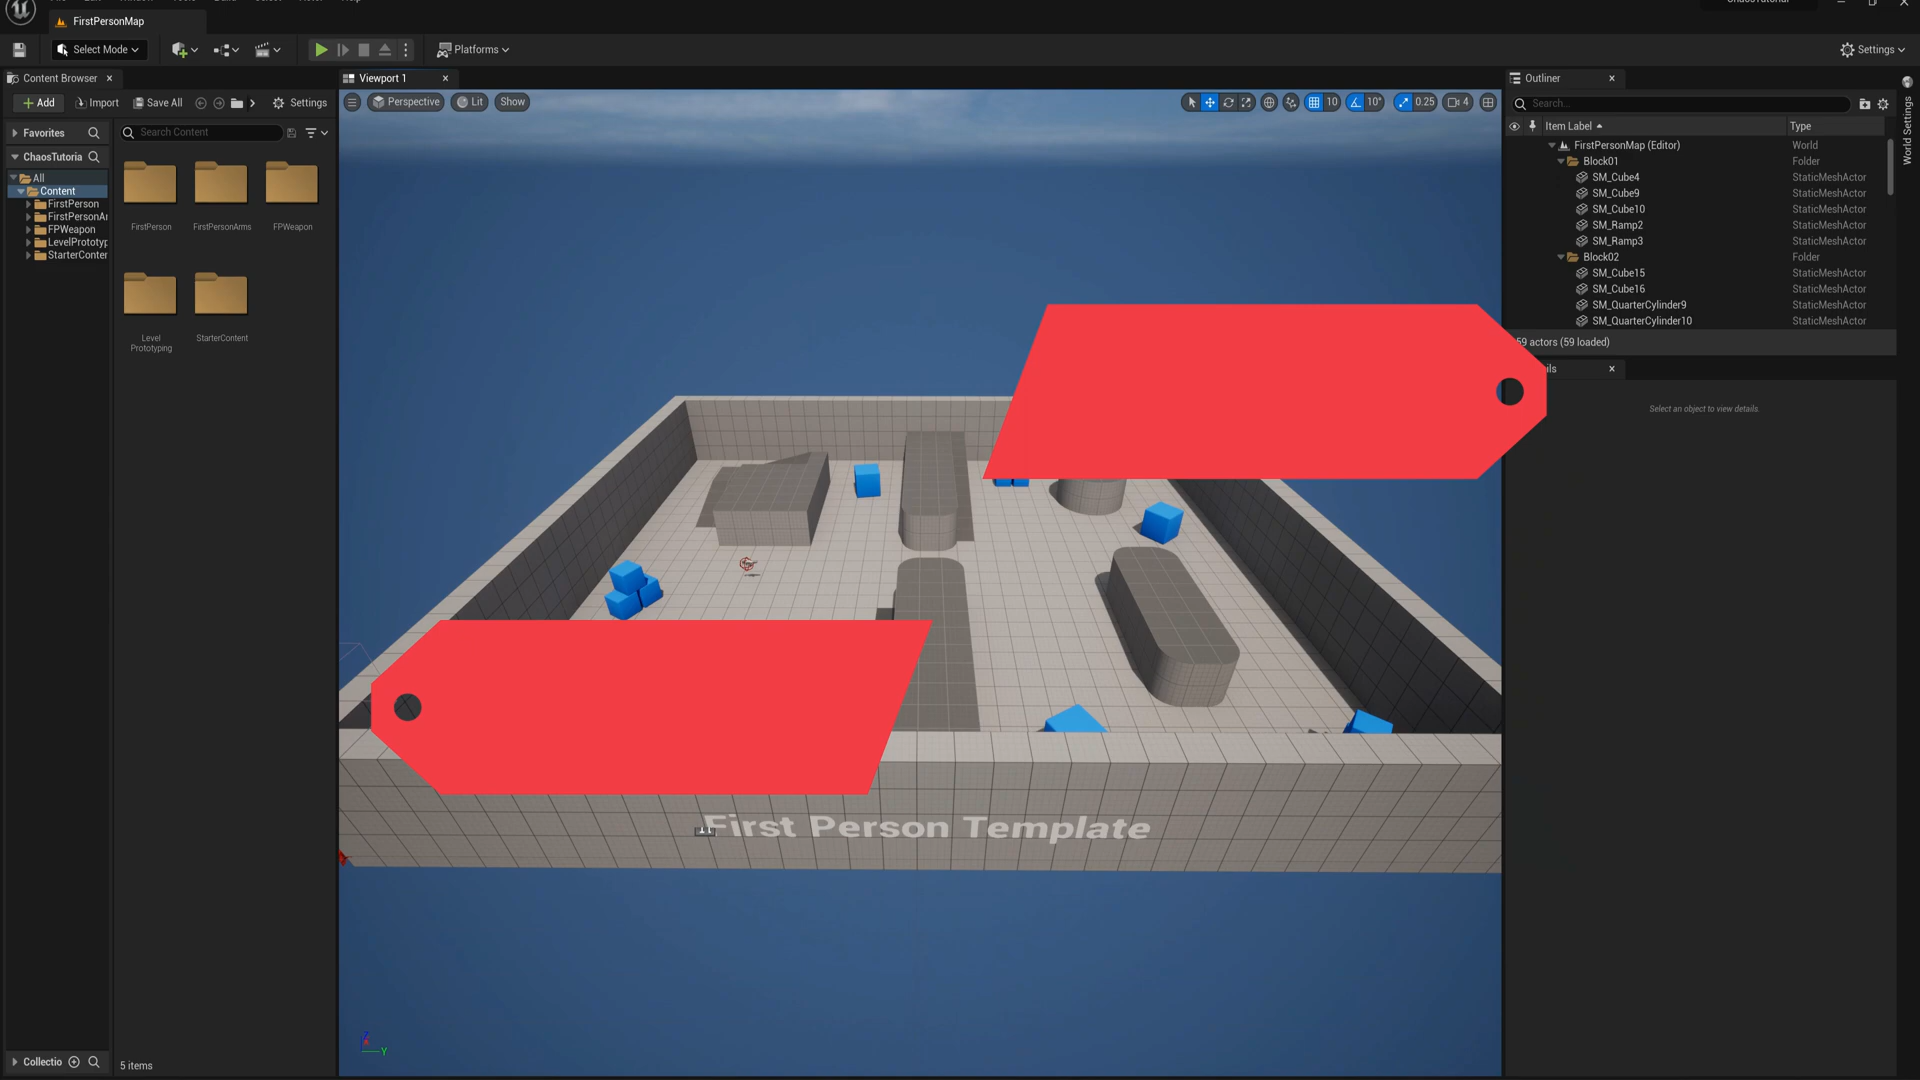 FirstPersonMap
Select Mode
Platforms
Settings
Content Browser
Viewport 1
Outliner
Add
Import
Save All
Settings
Perspective
Lit
Show
10
10°
0.25
4
Search...
World Settings
Favorites
Search Content
Item Label
Type
ChaosTutoria
FirstPersonMap (Editor)
World
Block01
Folder
All
SM_Cube4
StaticMeshActor
Content
SM_Cube9
StaticMeshActor
FirstPerson
SM_Cube10
StaticMeshActor
FirstPersonAr
SM_Ramp2
StaticMeshActor
FPWeapon
SM_Ramp3
StaticMeshActor
LevelPrototyp
Block02
Folder
StarterConter
SM_Cube15
StaticMeshActor
SM_Cube16
StaticMeshActor
SM_QuarterCylinder9
StaticMeshActor
SM_QuarterCylinder10
StaticMeshActor
FirstPerson
FirstPersonArms
FPWeapon
Level
Prototyping
StarterContent
59 actors (59 loaded)
ils
Select an object to view details.
First Person Template
Z
Y
Collectio
5 items